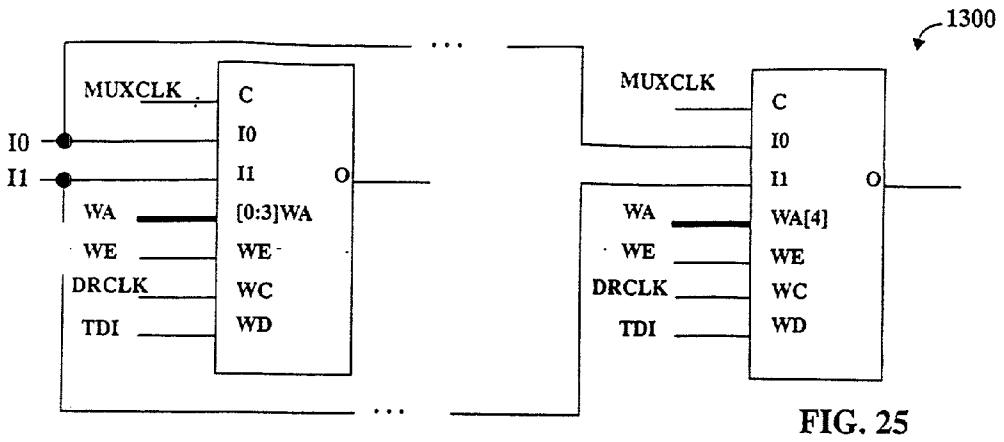 1300
...
MUXCLK
C
I0
I0
I1
I1
O
WA
[0:3]WA
WE
WE
DRCLK
WC
TDI
WD
...
MUXCLK
C
I0
I1
O
WA
WA[4]
WE
WE
DRCLK
WC
TDI
WD
FIG. 25